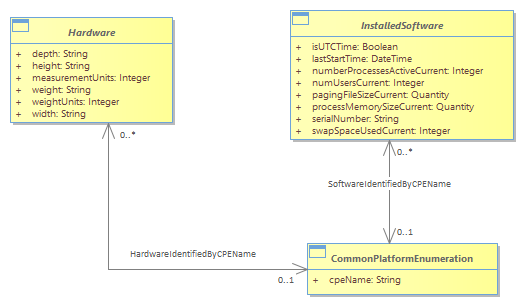 Hardware
+ depth: String
+ height: String
+ measurementUnits: Integer
+ weight: String
+ weightUnits: Integer
+ width: String
InstalledSoftware
+ isUTCTime: Boolean
+ lastStartTime: DateTime
+ numberProcessesActiveCurrent: Integer
+ numUsersCurrent: Integer
+ pagingFileSizeCurrent: Quantity
+ processMemorySizeCurrent: Quantity
+ serialNumber: String
+ swapSpaceUsedCurrent: Integer
0..*
0..*
SoftwareIdentifiedByCPEName
0..1
HardwareIdentifiedByCPEName
0..1
CommonPlatformEnumeration
+ cpeName: String